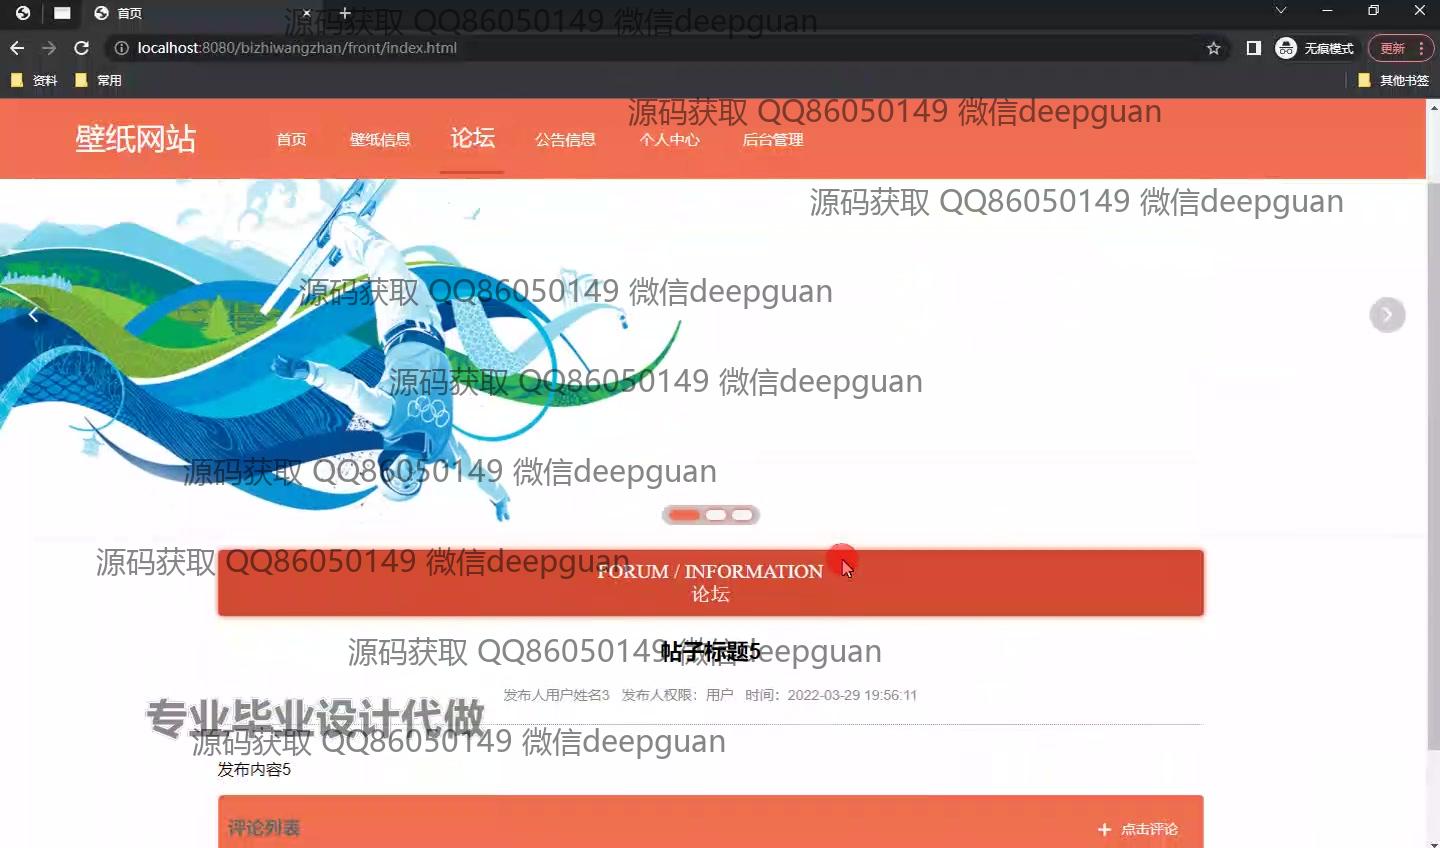 首页
源码获取 QQ86050149 微信deepguan
localhost:8080/bizhiwangzhan/front/index.html
无痕模式
更新
资料
常用
其他书签
源码获取 QQ86050149 微信deepguan
壁纸网站
首页
壁纸信息
论坛
公告信息
个人中心
后台管理
源码获取 QQ86050149 微信deepguan
源码获取 QQ86050149 微信deepguan
源码获取 QQ86050149 微信deepguan
源码获取 QQ86050149 微信deepguan
源码获取 QQ86050149 微信deepguan
FORUM / INFORMATION
论坛
源码获取 QQ86050149 微信deepguan
帖子标题5
发布人用户姓名3 发布人权限：用户 时间：2022-03-29 19:56:11
专业毕业设计代做
源码获取 QQ86050149 微信deepguan
发布内容5
评论列表
点击评论